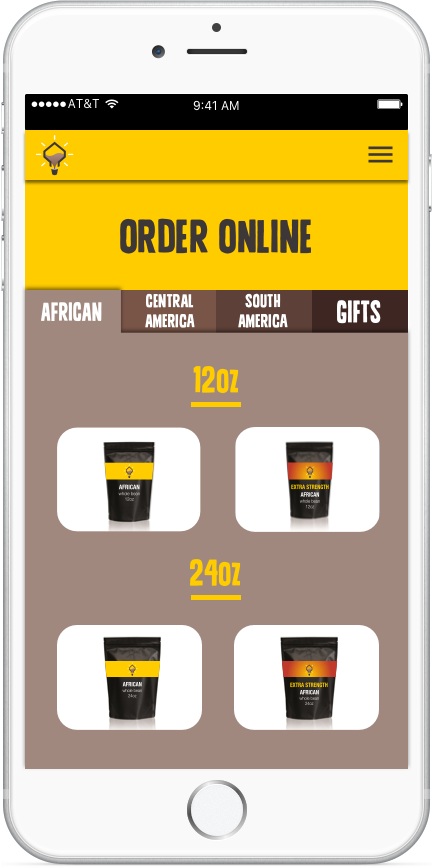 AT&T 9:41 AM
ORDER ONLINE
AFRICAN
CENTRAL
AMERICA
SOUTH
AMERICA
GIFTS
12oz
AFRICAN
whole bean
12oz
EXTRA STRENGTH
AFRICAN
whole bean
12oz
24oz
AFRICAN
whole bean
24oz
EXTRA STRENGTH
AFRICAN
whole bean
24oz